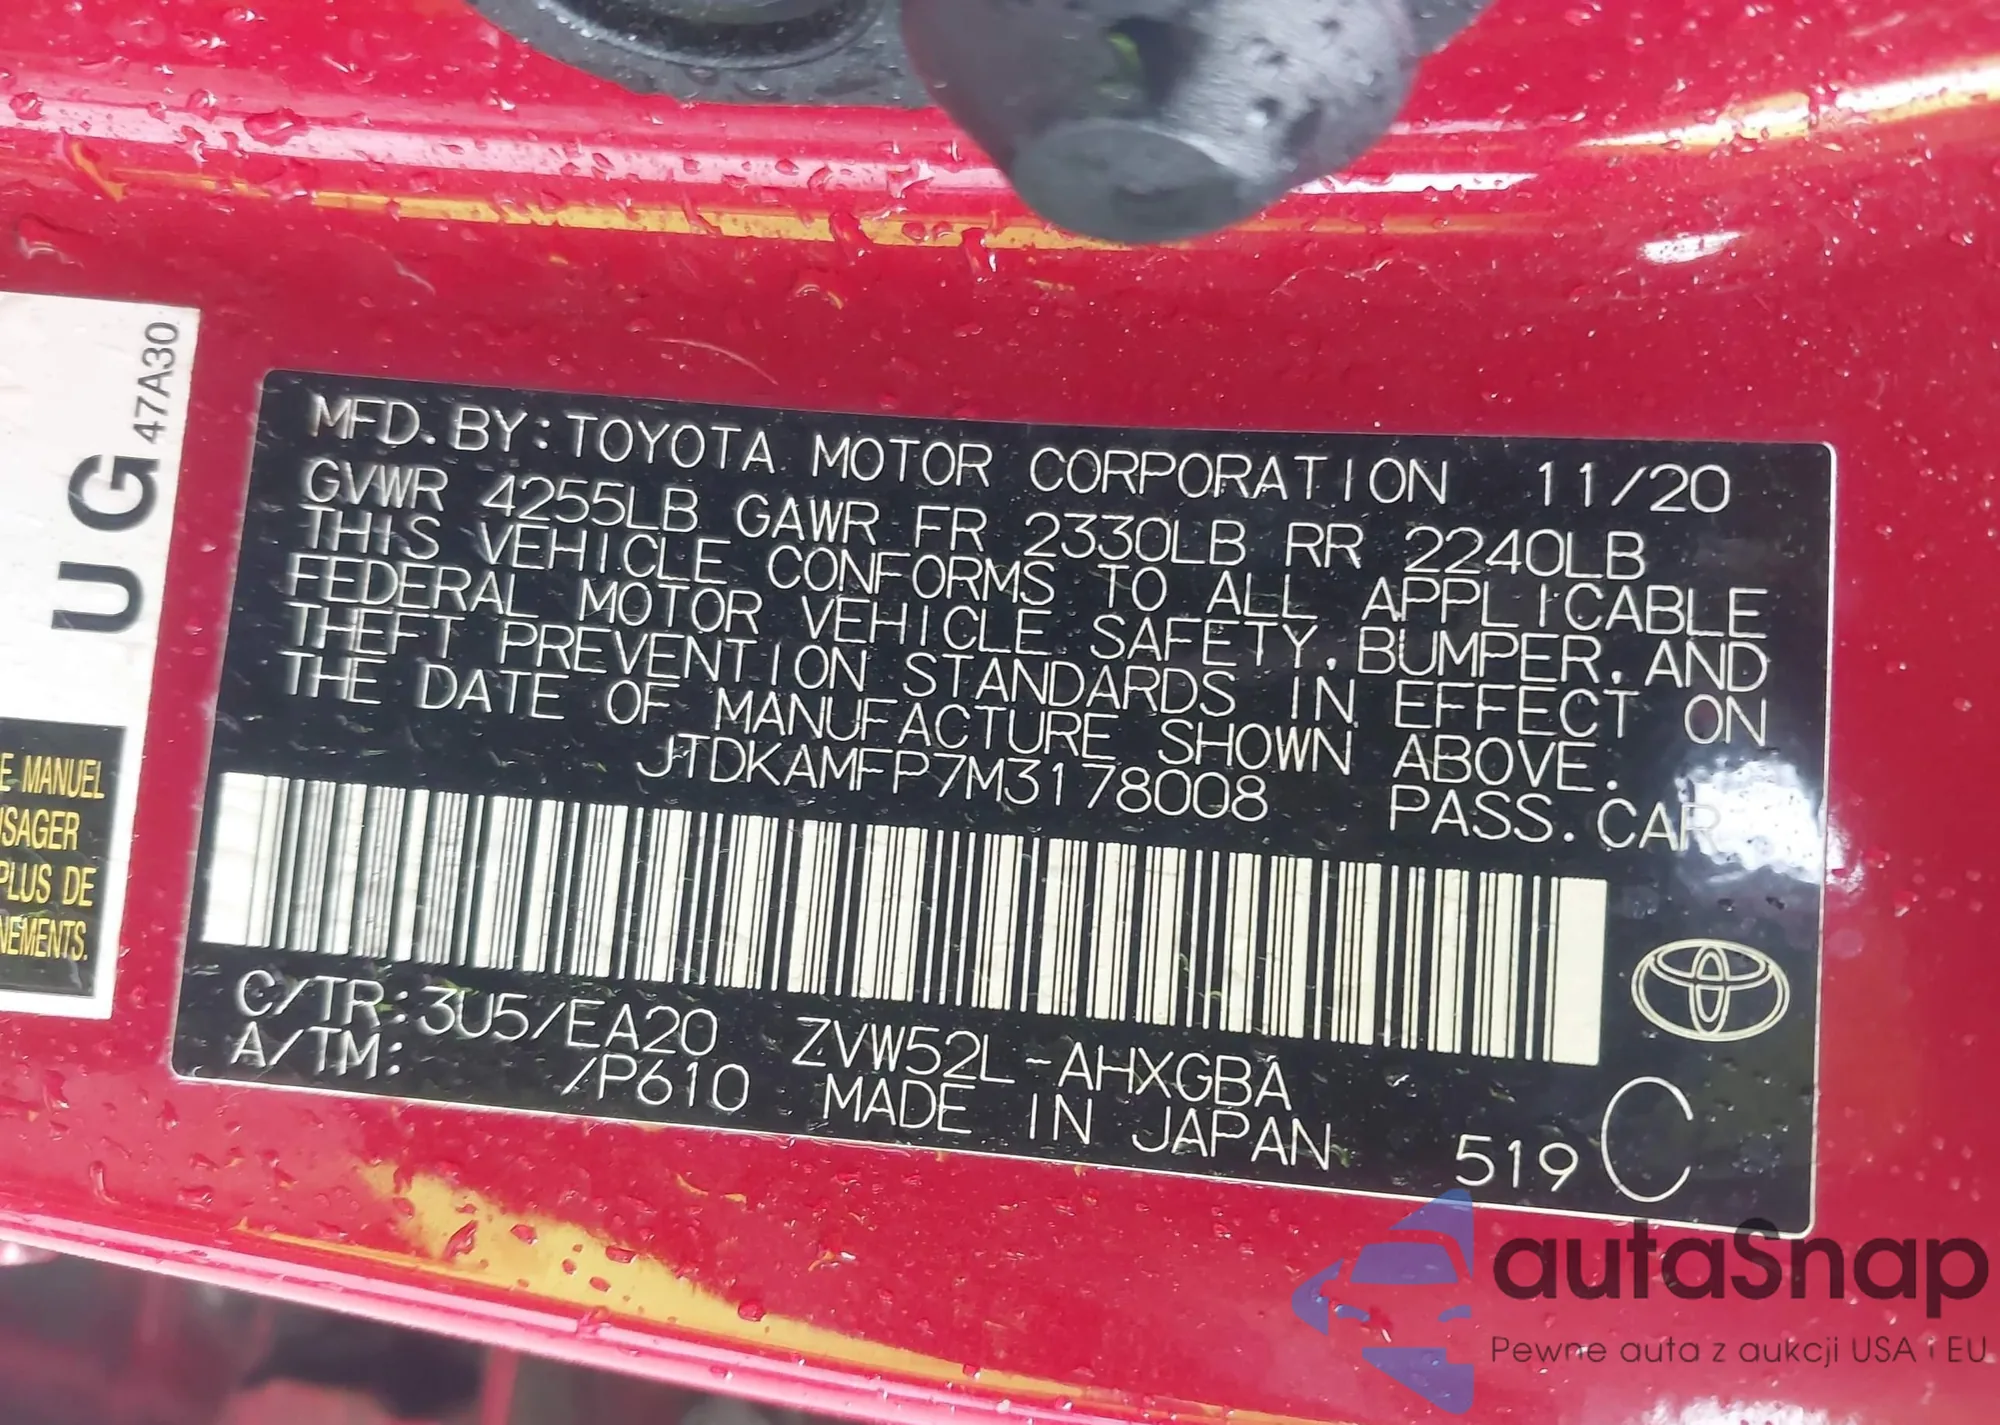 47A30
UG
E MANUEL
SAGER
PLUS DE
NEMENTS.
MFD. BY: TOYOTA MOTOR CORPORATION 11/20
GVWR 4255LB GAWR FR 2330LB RR 2240LB
THIS VEHICLE CONFORMS TO ALL APPLICABLE
FEDERAL MOTOR VEHICLE SAFETY, BUMPER, AND
THEFT PREVENTION STANDARDS IN EFFECT ON
THE DATE OF MANUFACTURE SHOWN ABOVE.
JTDKAMFP7M3178008 PASS. CAR
C/TR: 3U5/EA20 ZVW52L-AHXGBA
A/TM: /P610 MADE IN JAPAN 519 C
autaSnap
Pewne auta z aukcji USA i EU